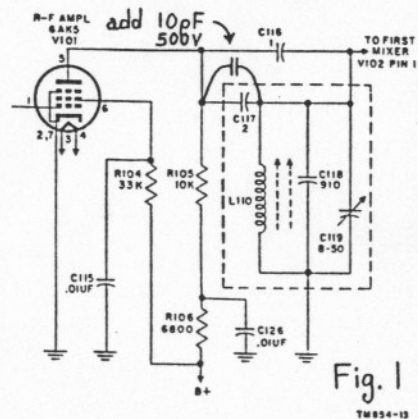 R-F AMPL
6AK5
V101
add 10pF
500V
C116
1
TO FIRST
MIXER
V102 PIN 1
5
1
6
2,7
3
4
C117
2
R104
33K
R105
10K
L110
C118
910
C119
8-50
C115
.01UF
R106
6800
C126
.01UF
B+
Fig. 1
TM854-13